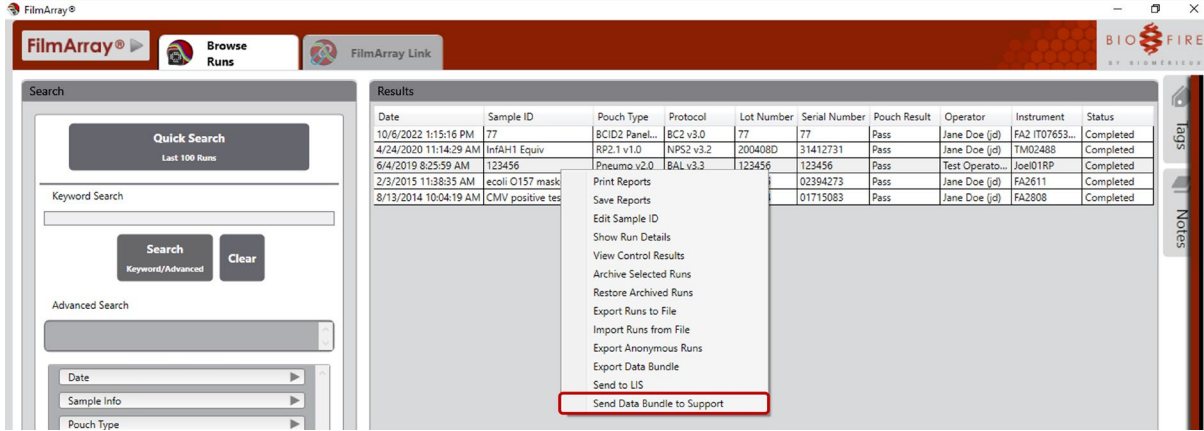 FilmArray®
FilmArray®
Browse Runs
FilmArray Link
BIO FIRE
BY BIOMÉRIEUX
Search
Quick Search
Last 100 Runs
Keyword Search
Search
Keyword/Advanced
Clear
Advanced Search
Date
Sample Info
Pouch Type
Results
Date Sample ID Pouch Type Protocol Lot Number Serial Number Pouch Result Operator Instrument Status
10/6/2022 1:15:16 PM 77 BCID2 Panel... BC2 v3.0 77 77 Pass Jane Doe (jd) FA2 IT07653... Completed
4/24/2020 11:14:29 AM InfAH1 Equiv RP2.1 v1.0 NPS2 v3.2 200408D 31412731 Pass Jane Doe (jd) TM02488 Completed
6/4/2019 8:25:59 AM 123456 Pneumo v2.0 BAL v3.3 123456 123456 Pass Test Operato... Joel01RP Completed
2/3/2015 11:38:35 AM ecoli O157 mask 02394273 Pass Jane Doe (jd) FA2611 Completed
8/13/2014 10:04:19 AM CMV positive tes 01715083 Pass Jane Doe (jd) FA2808 Completed
Print Reports
Save Reports
Edit Sample ID
Show Run Details
View Control Results
Archive Selected Runs
Restore Archived Runs
Export Runs to File
Import Runs from File
Export Anonymous Runs
Export Data Bundle
Send to LIS
Send Data Bundle to Support
Tags
Notes